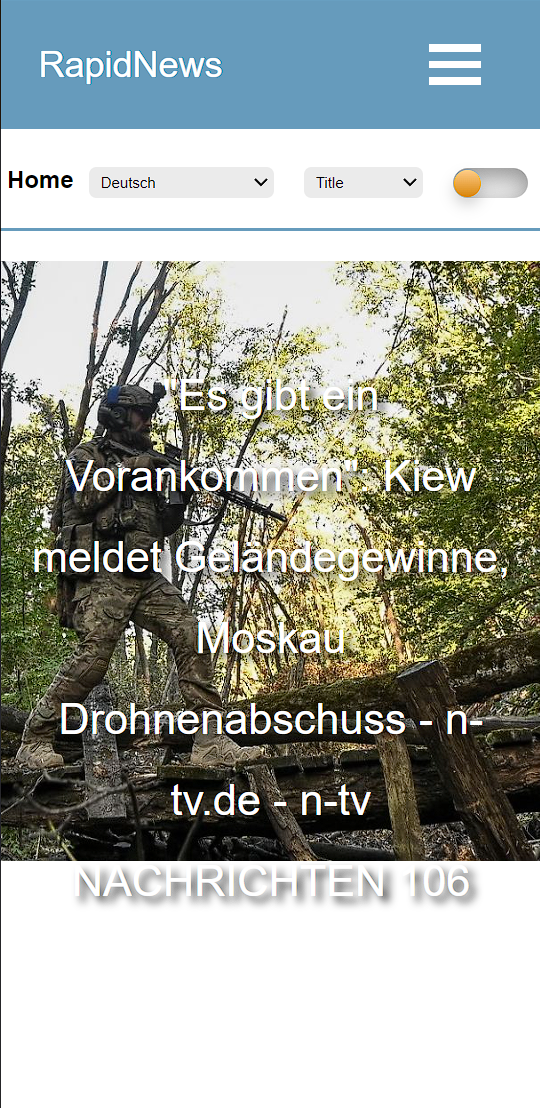 RapidNews
Home Deutsch Title
"Es gibt ein
Vorankommen": Kiew
meldet Geländegewinne,
Moskau
Drohnenabschuss - n-
tv.de - n-tv
NACHRICHTEN 106